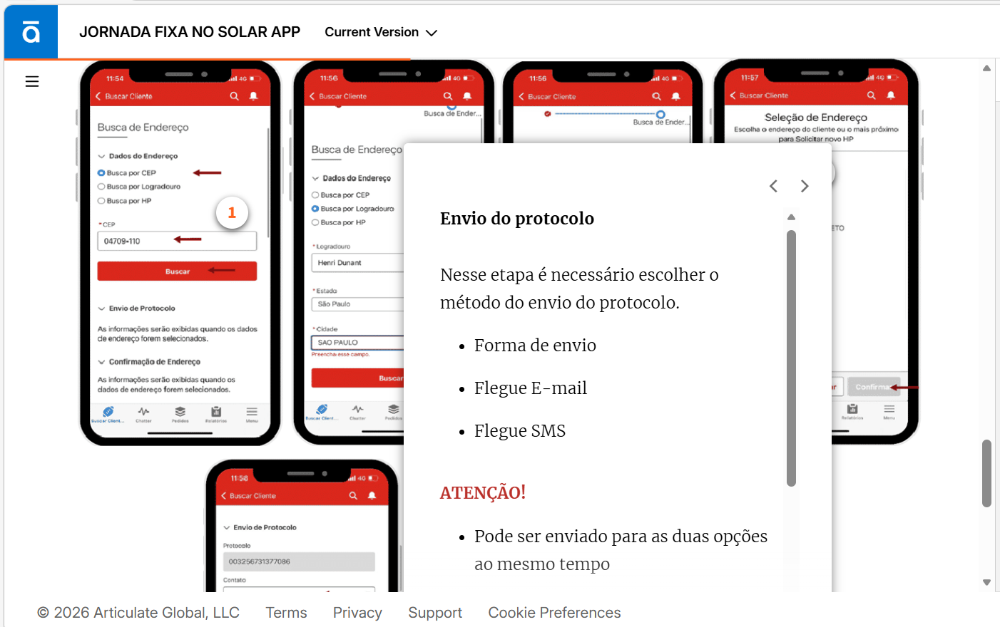 JORNADA FIXA NO SOLAR APP
Current Version
11:54
4G
Buscar Cliente
Busca de Endereço
Dados do Endereço
Busca por CEP
Busca por Logradouro
Busca por HP
1
*CEP
04709-110
Buscar
Envio de Protocolo
As informações serão exibidas quando os dados
de endereço forem selecionados.
Confirmação de Endereço
As informações serão exibidas quando os
dados de endereço forem selecionados.
Buscar Client...
Chatter
Pedidos
Relatórios
Menu
11:56
4G
Buscar Cliente
Busca de Ender...
Busca de Endereço
Dados do Endereço
Busca por CEP
Busca por Logradouro
Busca por HP
*Logradouro
Henri Dunant
*Estado
São Paulo
*Cidade
SAO PAULO
Preencha esse campo.
Buscar
Buscar Client...
Chatter
11:56
4G
Buscar Cliente
Busca de Ender...
11:57
4G
Buscar Cliente
Seleção de Endereço
Escolha o endereço do cliente ou o mais próximo
para Solicitar novo HP
ETO
ar
Confirma
Relatórios
Menu
Envio do protocolo
Nesse etapa é necessário escolher o
método do envio do protocolo.
• Forma de envio
• Flegue E-mail
• Flegue SMS
ATENÇÃO!
• Pode ser enviado para as duas opções
ao mesmo tempo
11:58
4G
Buscar Cliente
Envio de Protocolo
Protocolo
003256731377086
Contato
© 2026 Articulate Global, LLC
Terms
Privacy
Support
Cookie Preferences